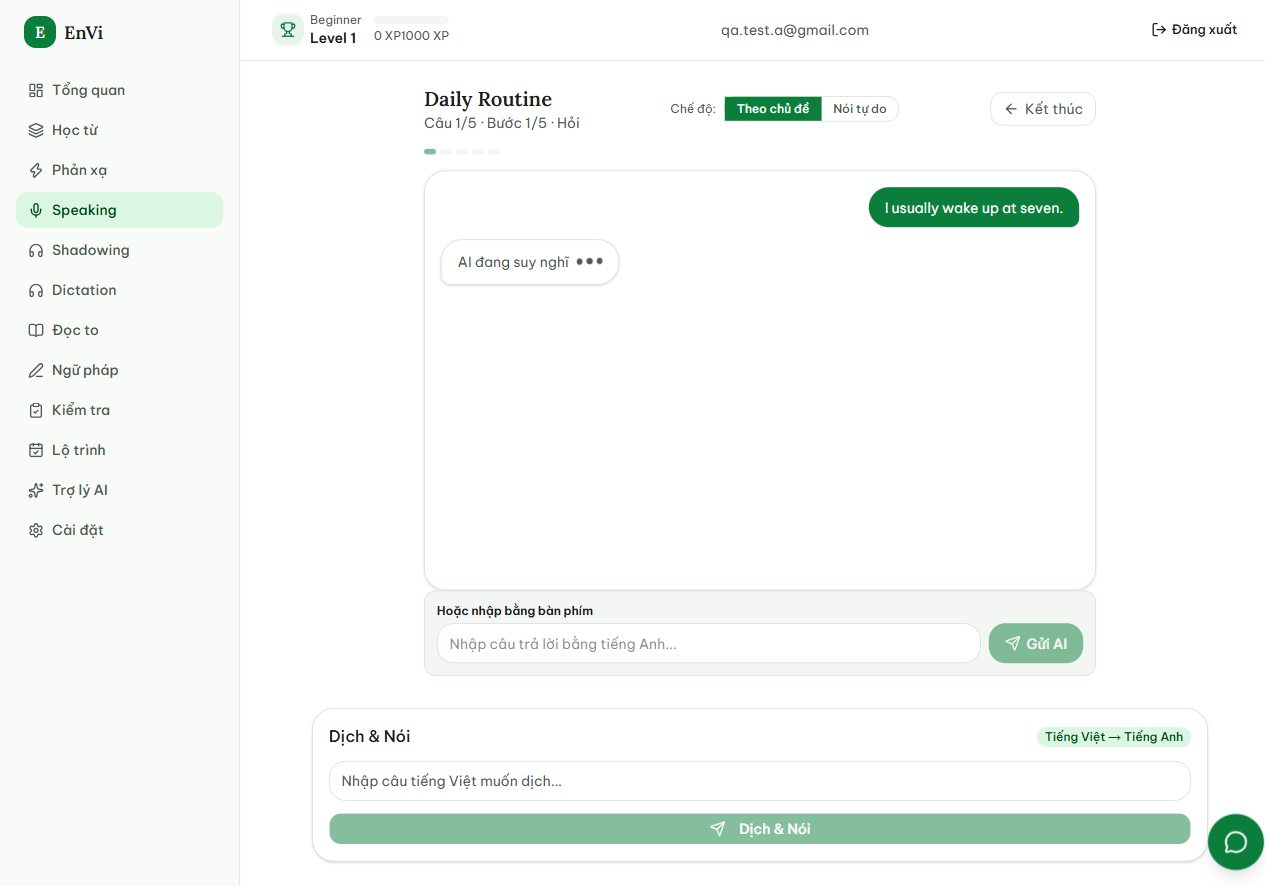 E EnVi
Tổng quan
Học từ
Phản xạ
Speaking
Shadowing
Dictation
Đọc to
Ngữ pháp
Kiểm tra
Lộ trình
Trợ lý AI
Cài đặt
Beginner
Level 1
0 XP1000 XP
qa.test.a@gmail.com
Đăng xuất
Daily Routine
Câu 1/5 · Bước 1/5 · Hỏi
Chế độ: Theo chủ đề Nói tự do
Kết thúc
I usually wake up at seven.
AI đang suy nghĩ
Hoặc nhập bằng bàn phím
Nhập câu trả lời bằng tiếng Anh...
Gửi AI
Dịch & Nói
Tiếng Việt → Tiếng Anh
Nhập câu tiếng Việt muốn dịch...
Dịch & Nói